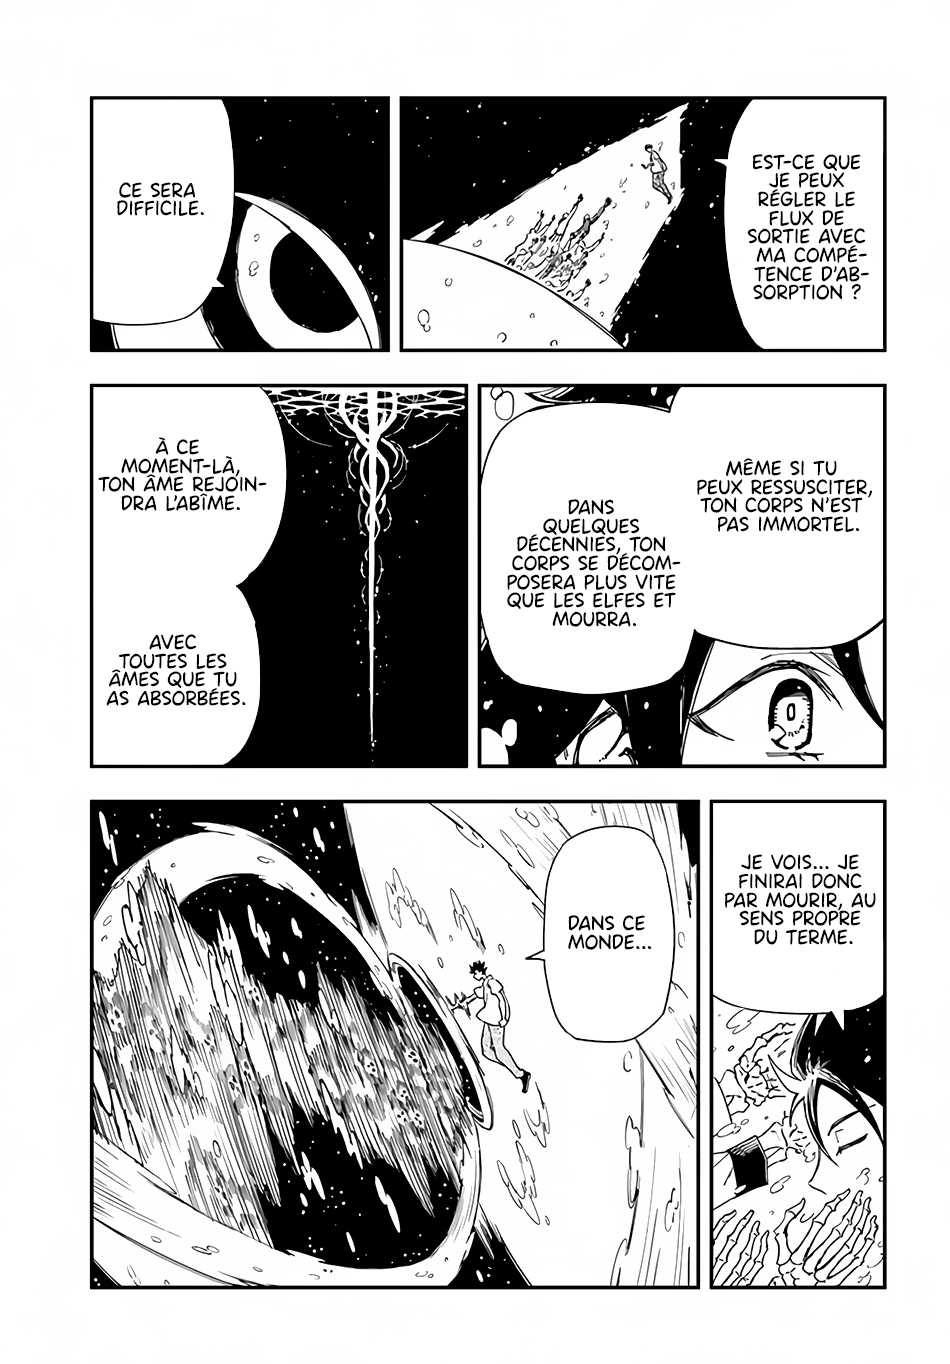 EST-CE QUE
JE PEUX
RÉGLER LE
FLUX DE
SORTIE AVEC
MA COMPÉ-
TENCE D'AB-
SORPTION ?
CE SERA
DIFFICILE.
MÊME SI TU
PEUX RESSUSCITER,
TON CORPS N'EST
PAS IMMORTEL.
DANS
QUELQUES
DÉCENNIES, TON
CORPS SE DÉCOM-
POSERA PLUS VITE
QUE LES ELFES ET
MOURRA.
À CE
MOMENT-LÀ,
TON ÂME REJOIN-
DRA L'ABÎME.
AVEC
TOUTES LES
ÂMES QUE TU
AS ABSORBÉES.
JE VOIS... JE
FINIRAI DONC
PAR MOURIR, AU
SENS PROPRE
DU TERME.
DANS CE
MONDE...